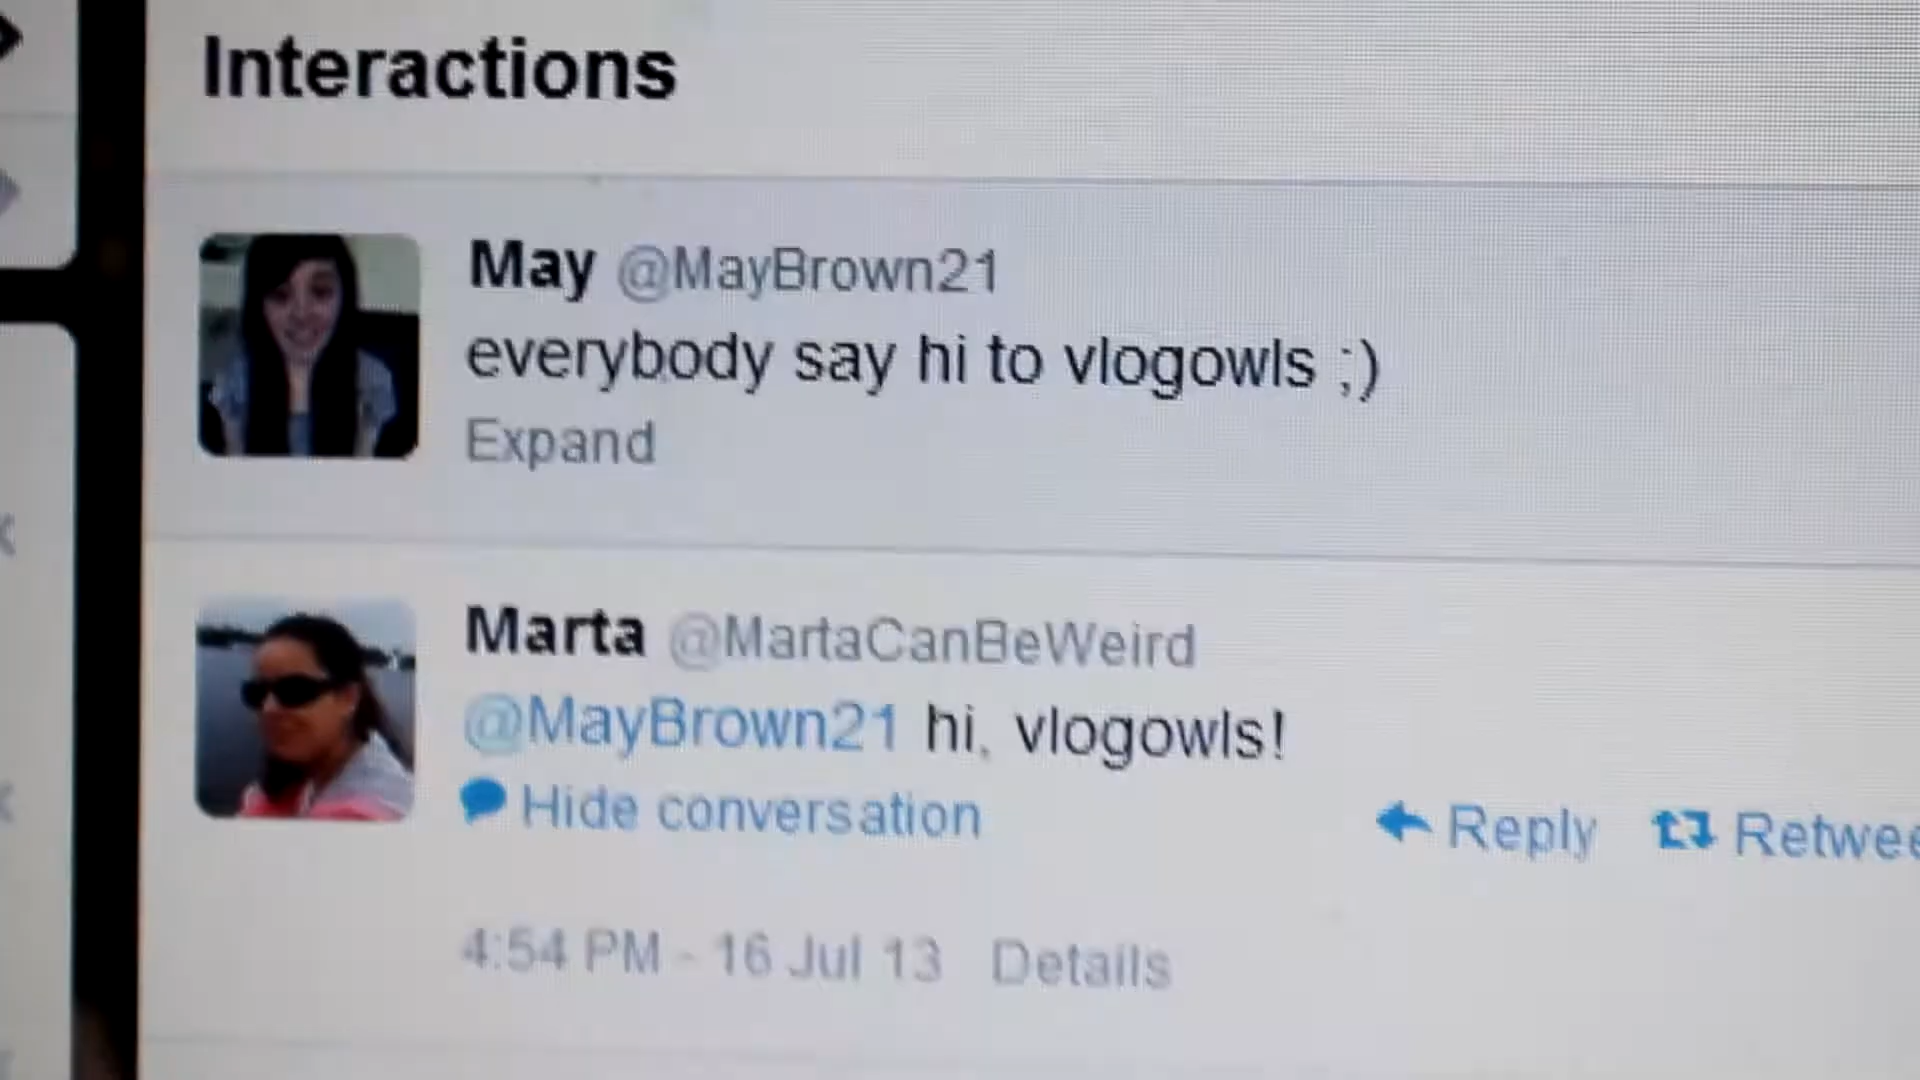 Interactions
May @MayBrown21
everybody say hi to vlogowls ;)
Expand
Marta @MartaCanBeWeird
@MayBrown21 hi, vlogowls!
Hide conversation Reply
4:54 PM - 16 Jul 13 Details